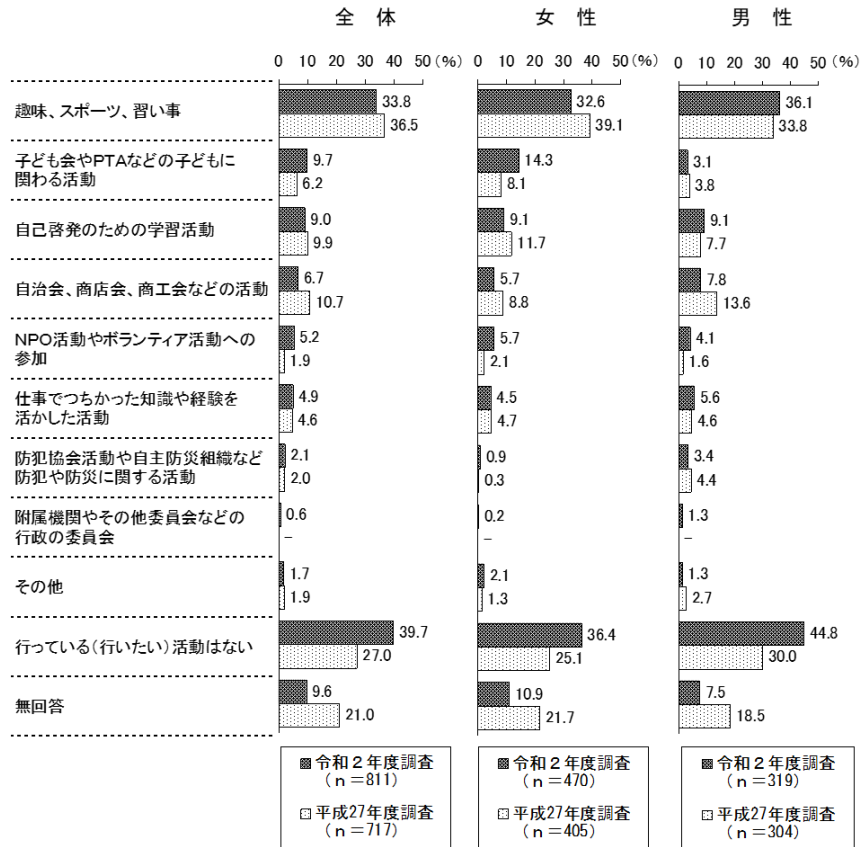 全 体 女 性 男 性
0 10 20 30 40 50(%) 0 10 20 30 40 50(%) 0 10 20 30 40 50(%)
趣味、スポーツ、習い事 33.8 32.6 36.1
36.5 39.1 33.8
子ども会やPTAなどの子どもに 9.7 14.3 3.1
関わる活動 6.2 8.1 3.8
自己啓発のための学習活動 9.0 9.1 9.1
9.9 11.7 7.7
自治会、商店会、商工会などの活動 6.7 5.7 7.8
10.7 8.8 13.6
NPO活動やボランティア活動への 5.2 5.7 4.1
参加 1.9 2.1 1.6
仕事でつちかった知識や経験を 4.9 4.5 5.6
活かした活動 4.6 4.7 4.6
防犯協会活動や自主防災組織など 2.1 0.9 3.4
防犯や防災に関する活動 2.0 0.3 4.4
附属機関やその他委員会などの 0.6 0.2 1.3
行政の委員会 － － －
その他 1.7 2.1 1.3
1.9 1.3 2.7
行っている(行いたい)活動はない 39.7 36.4 44.8
27.0 25.1 30.0
無回答 9.6 10.9 7.5
21.0 21.7 18.5
令和2年度調査 令和2年度調査 令和2年度調査
(n=811) (n=470) (n=319)
平成27年度調査 平成27年度調査 平成27年度調査
(n=717) (n=405) (n=304)